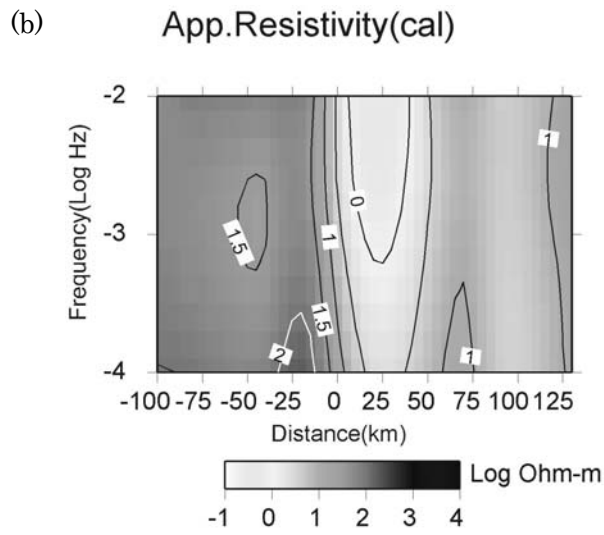 (b)
App.Resistivity(cal)
Frequency(Log Hz)
-2
-3
-4
1
0
1
1.5
1.5
2
1
-100 -75 -50 -25 0 25 50 75 100 125
Distance(km)
Log Ohm-m
-1 0 1 2 3 4